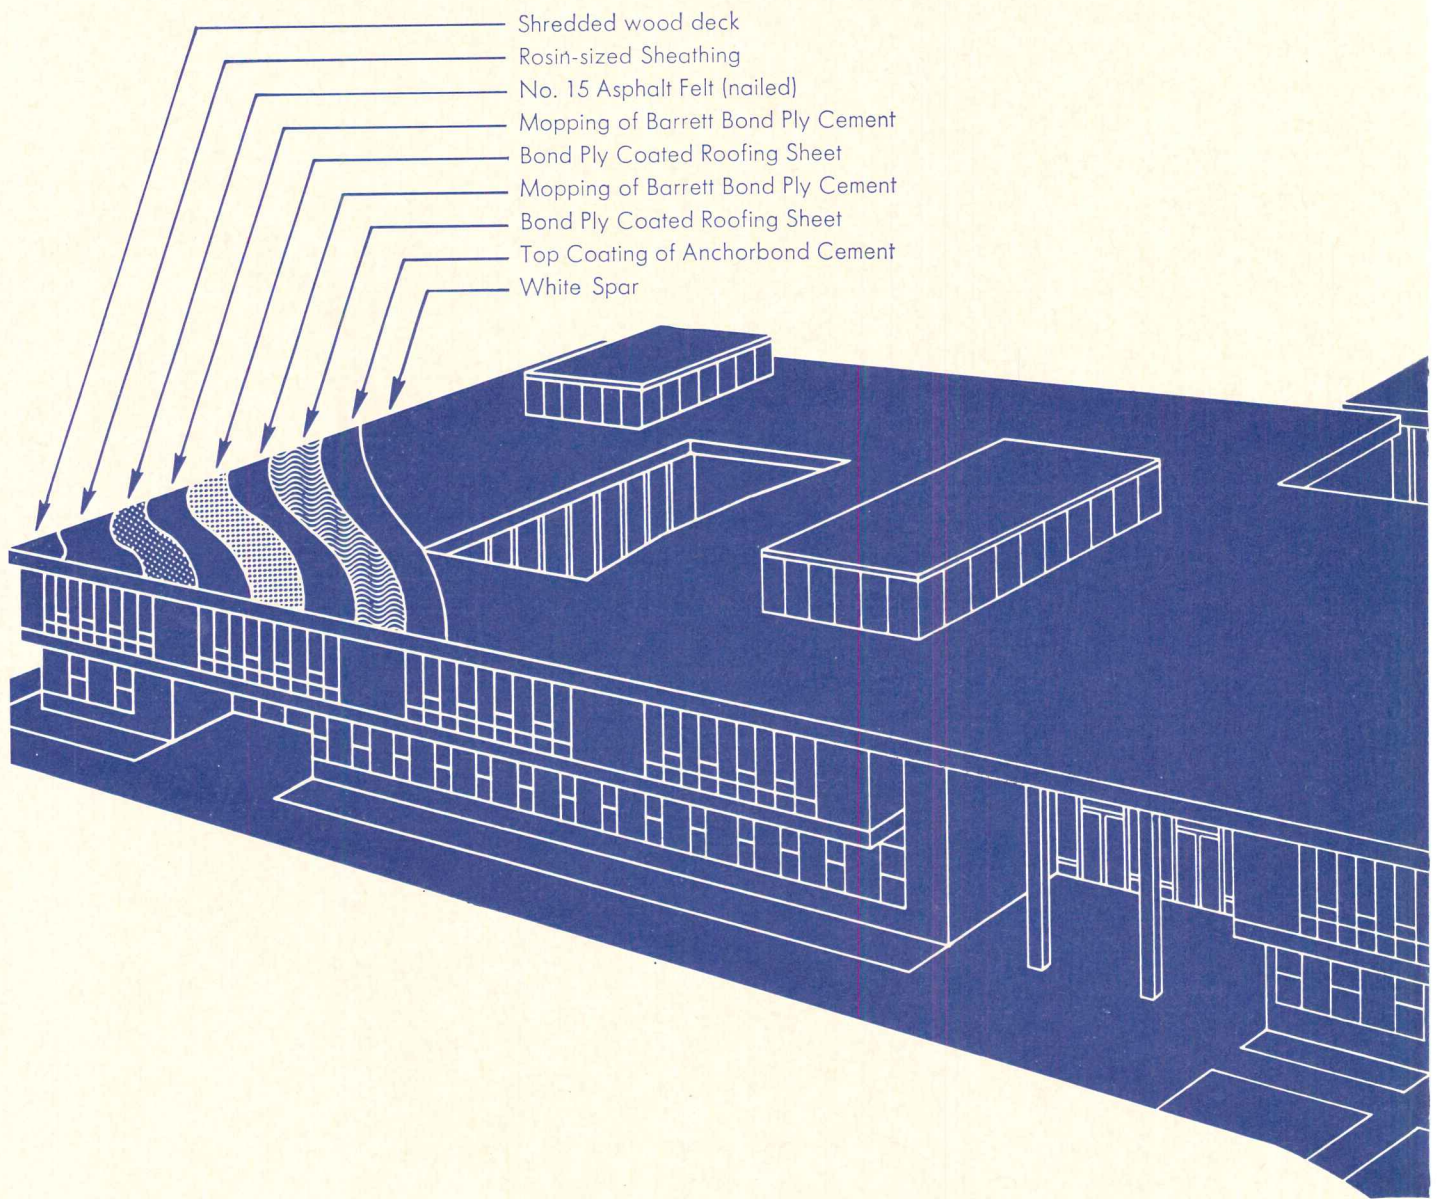 Shredded wood deck
Rosin-sized Sheathing
No. 15 Asphalt Felt (nailed)
Mopping of Barrett Bond Ply Cement
Bond Ply Coated Roofing Sheet
Mopping of Barrett Bond Ply Cement
Bond Ply Coated Roofing Sheet
Top Coating of Anchorbond Cement
White Spar